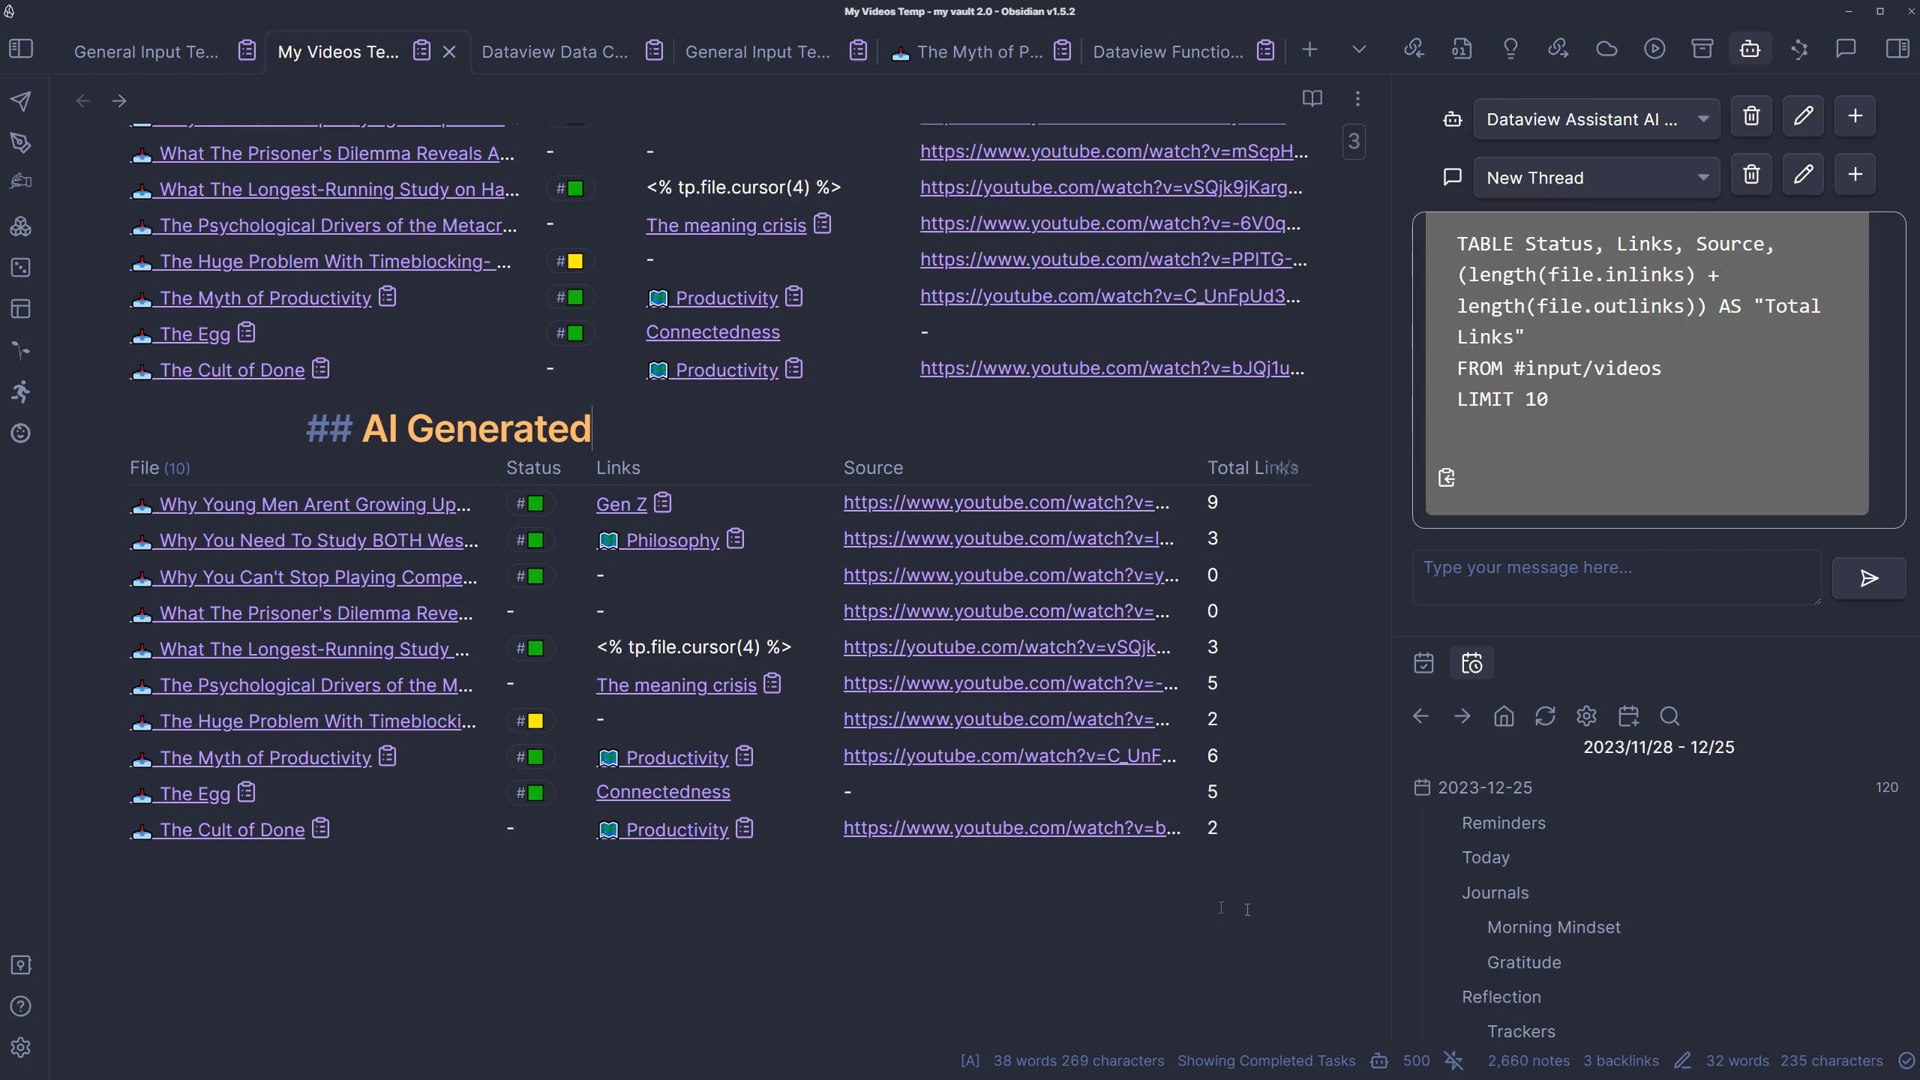 My Videos Temp - my vault 2.0 - Obsidian v1.5.2
General Input Te...
My Videos Te...
Dataview Data C...
General Input Te...
The Myth of P...
Dataview Functio...
3
What The Prisoner's Dilemma Reveals A... - - https://www.youtube.com/watch?v=mScpH...
What The Longest-Running Study on Ha... # <% tp.file.cursor(4) %> https://youtube.com/watch?v=vSQjk9jKarg...
The Psychological Drivers of the Metacr... - The meaning crisis https://www.youtube.com/watch?v=-6V0q...
The Huge Problem With Timeblocking- ... # - https://www.youtube.com/watch?v=PPITG-...
The Myth of Productivity # Productivity https://youtube.com/watch?v=C_UnFpUd3...
The Egg # Connectedness -
The Cult of Done - Productivity https://www.youtube.com/watch?v=bJQj1u...
## AI Generated
File (10) Status Links Source Total Links
Why Young Men Arent Growing Up... # Gen Z https://www.youtube.com/watch?v=... 9
Why You Need To Study BOTH Wes... # Philosophy https://www.youtube.com/watch?v=I... 3
Why You Can't Stop Playing Compe... # - https://www.youtube.com/watch?v=y... 0
What The Prisoner's Dilemma Reve... - - https://www.youtube.com/watch?v=... 0
What The Longest-Running Study ... # <% tp.file.cursor(4) %> https://youtube.com/watch?v=vSQjk... 3
The Psychological Drivers of the M... - The meaning crisis https://www.youtube.com/watch?v=-... 5
The Huge Problem With Timeblocki... # - https://www.youtube.com/watch?v=... 2
The Myth of Productivity # Productivity https://youtube.com/watch?v=C_UnF... 6
The Egg # Connectedness - 5
The Cult of Done - Productivity https://www.youtube.com/watch?v=b... 2
Dataview Assistant AI ...
New Thread
TABLE Status, Links, Source,
(length(file.inlinks) +
length(file.outlinks)) AS "Total
Links"
FROM #input/videos
LIMIT 10
Type your message here...
2023/11/28 - 12/25
2023-12-25 120
Reminders
Today
Journals
Morning Mindset
Gratitude
Reflection
Trackers
[A] 38 words 269 characters Showing Completed Tasks 500 2,660 notes 3 backlinks 32 words 235 characters